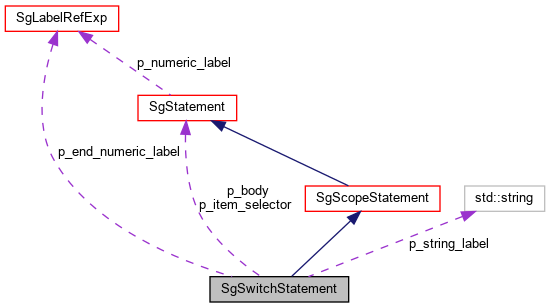 SgLabelRefExp
p_numeric_label
SgStatement
p_end_numeric_label
p_body
p_item_selector
SgScopeStatement
std::string
p_string_label
SgSwitchStatement